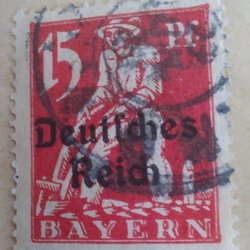 15 Pf
Deutsches
Reich
BAYERN